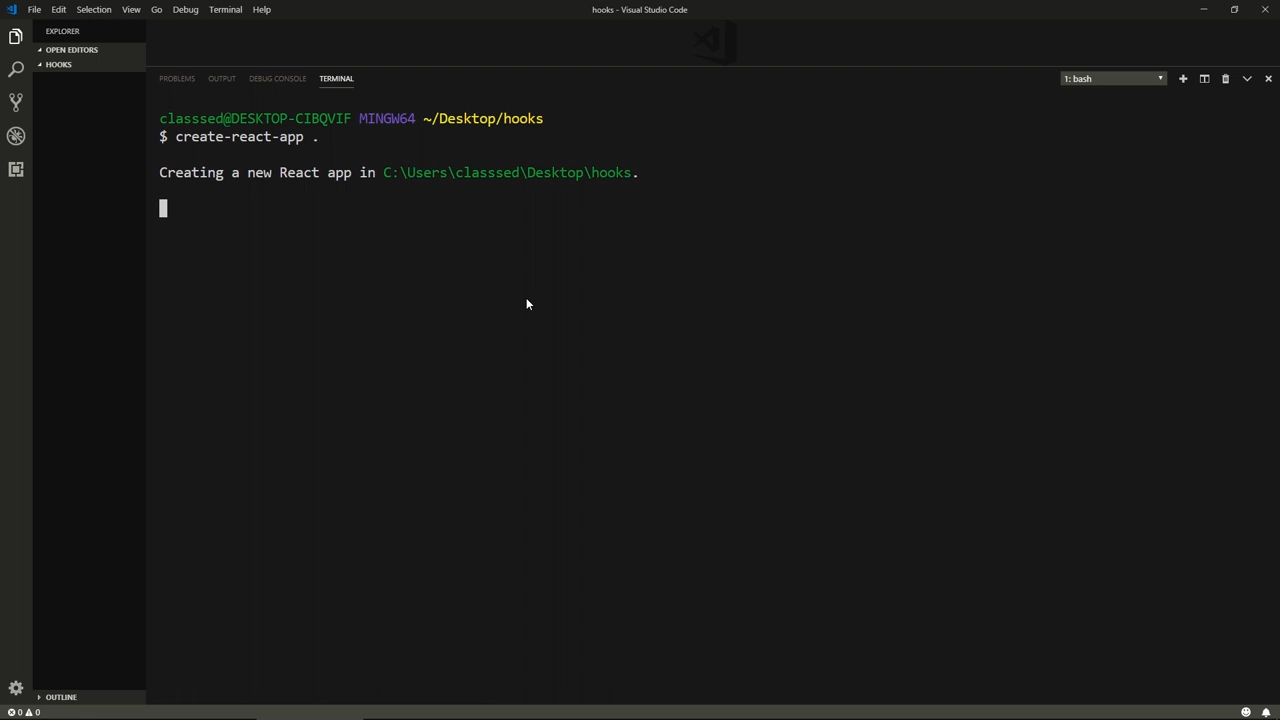 File Edit Selection View Go Debug Terminal Help
hooks - Visual Studio Code
EXPLORER
OPEN EDITORS
HOOKS
PROBLEMS OUTPUT DEBUG CONSOLE TERMINAL
1: bash
classsed@DESKTOP-CIBQVIF MINGW64 ~/Desktop/hooks
$ create-react-app .
Creating a new React app in C:\Users\classsed\Desktop\hooks.
OUTLINE
0 0